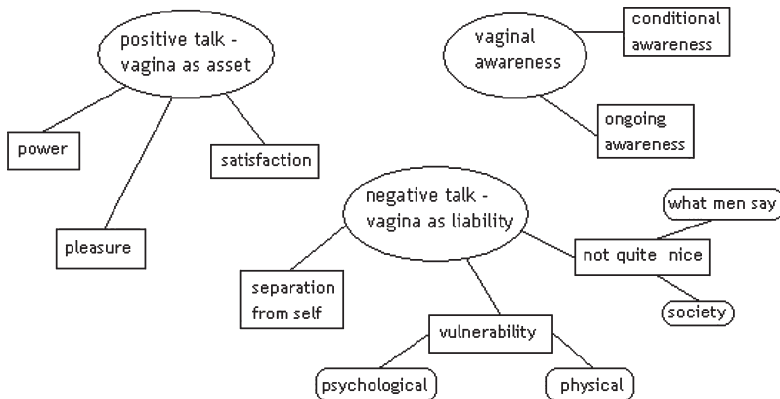 positive talk -
vagina as asset
power
pleasure
satisfaction
vaginal
awareness
conditional
awareness
ongoing
awareness
negative talk -
vagina as liability
separation
from self
vulnerability
psychological
physical
not quite nice
what men say
society